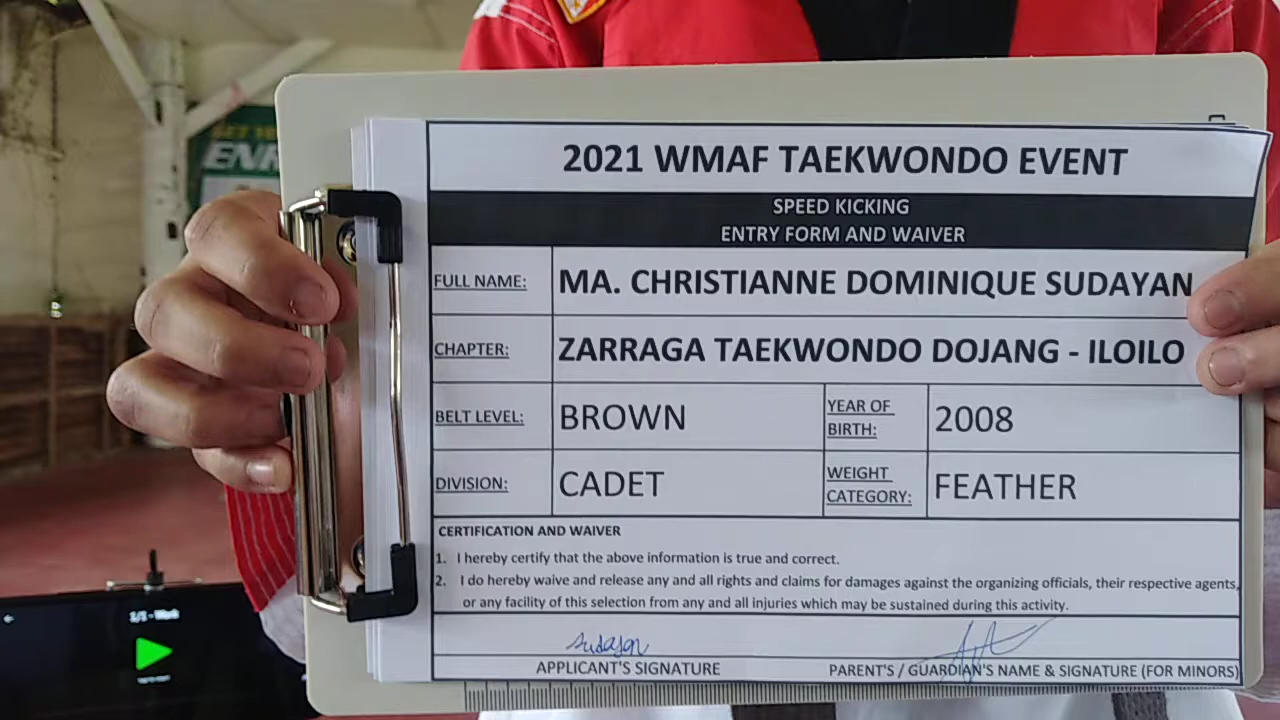 2021 WMAF TAEKWONDO EVENT
SPEED KICKING
ENTRY FORM AND WAIVER
FULL NAME: MA. CHRISTIANNE DOMINIQUE SUDAYAN
CHAPTER: ZARRAGA TAEKWONDO DOJANG - ILOILO
BELT LEVEL: BROWN YEAR OF BIRTH: 2008
DIVISION: CADET WEIGHT CATEGORY: FEATHER
CERTIFICATION AND WAIVER
1. I hereby certify that the above information is true and correct.
2. I do hereby waive and release any and all rights and claims for damages against the organizing officials, their respective agents,
or any facility of this selection from any and all injuries which may be sustained during this activity.
Sudayan
APPLICANT'S SIGNATURE PARENT'S / GUARDIAN'S NAME & SIGNATURE (FOR MINORS)
1/1 - Work